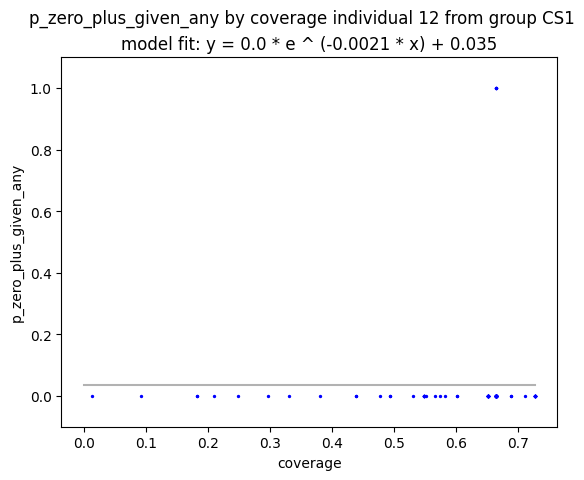 p_zero_plus_given_any by coverage individual 12 from group CS1
model fit: y = 0.0 * e ^ (-0.0021 * x) + 0.035
p_zero_plus_given_any
1.0
0.8
0.6
0.4
0.2
0.0
0.0 0.1 0.2 0.3 0.4 0.5 0.6 0.7
coverage